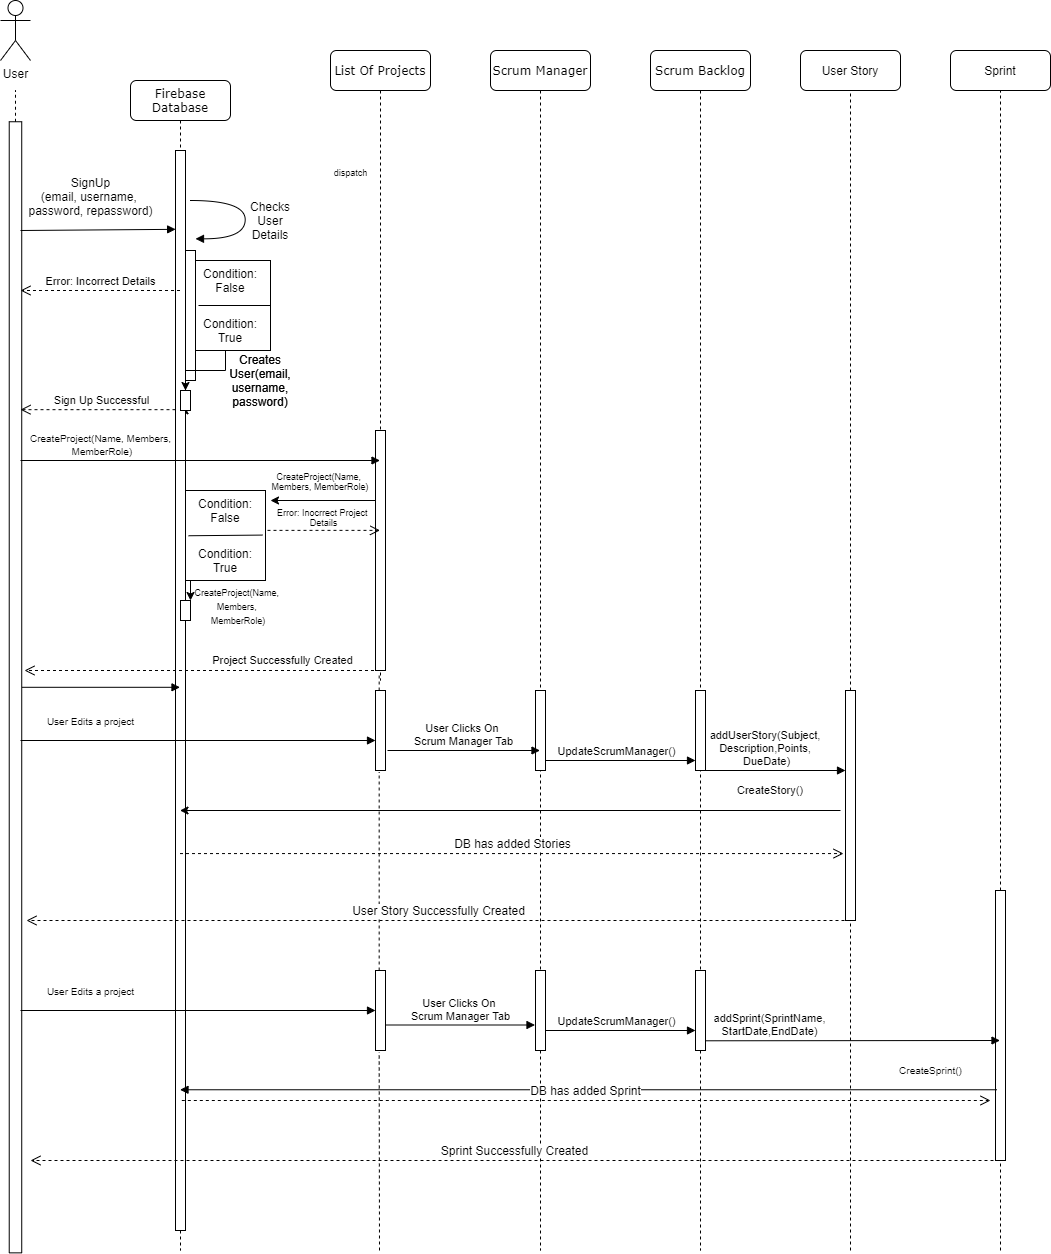 User
Firebase
Database
List Of Projects
Scrum Manager
Scrum Backlog
User Story
Sprint
dispatch
SignUp
(email, username,
password, repassword)
Checks
User
Details
Condition:
False
Error: Incorrect Details
Condition:
True
Creates
User(email,
username,
password)
Sign Up Successful
CreateProject(Name, Members,
MemberRole)
CreateProject(Name,
Members, MemberRole)
Condition:
False
Error: Inocrrect Project
Details
Condition:
True
CreateProject(Name,
Members,
MemberRole)
Project Successfully Created
User Edits a project
User Clicks On
Scrum Manager Tab
UpdateScrumManager()
addUserStory(Subject,
Description,Points,
DueDate)
CreateStory()
DB has added Stories
User Story Successfully Created
User Edits a project
User Clicks On
Scrum Manager Tab
UpdateScrumManager()
addSprint(SprintName,
StartDate,EndDate)
CreateSprint()
DB has added Sprint
Sprint Successfully Created